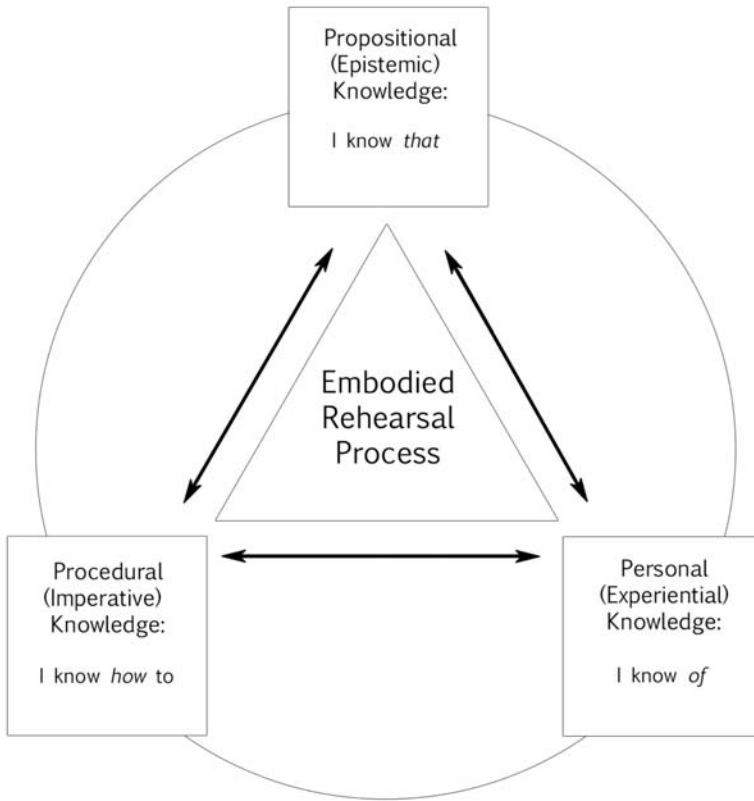 Propositional
(Epistemic)
Knowledge:
I know that
Embodied
Rehearsal
Process
Procedural
(Imperative)
Knowledge:
I know how to
Personal
(Experiential)
Knowledge:
I know of